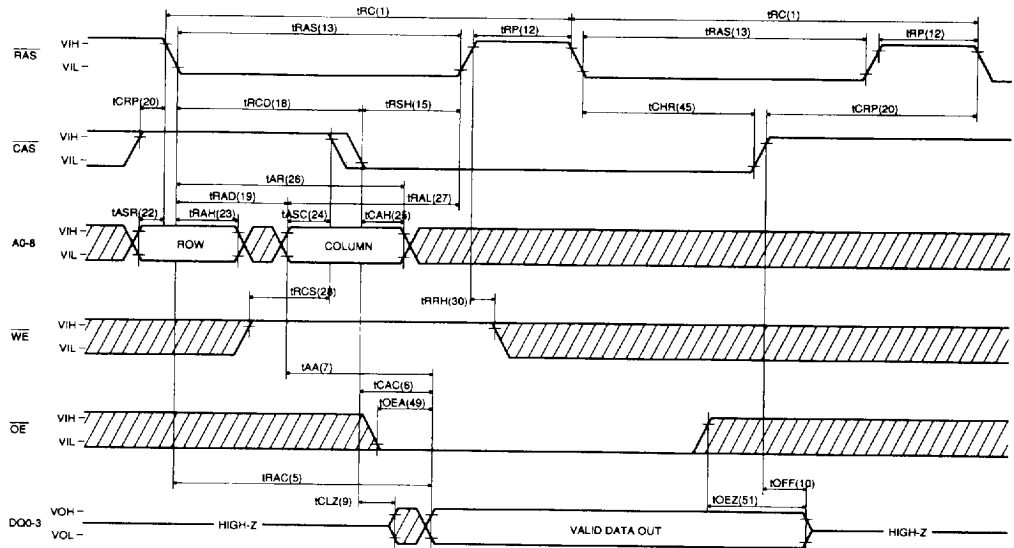 tRC(1) tRC(1)
tRAS(13) tRP(12) tRAS(13) tRP(12)
RAS VIH
VIL
tCRP(20) tRCD(18) tRSH(15) tCHR(45) tCRP(20)
CAS VIH
VIL
tAR(26)
tRAD(19) tRAL(27)
tASR(22) tRAH(23) tASC(24) tCAH(25)
A0-8 VIH
VIL
ROW COLUMN
tRCS(28) tRRH(30)
WE VIH
VIL
tAA(7)
tCAC(6)
tOEA(49)
OE VIH
VIL
tRAC(5) tOFF(10)
tCLZ(9) tOEZ(51)
DQ0-3 VOH
VOL
HIGH-Z VALID DATA OUT HIGH-Z